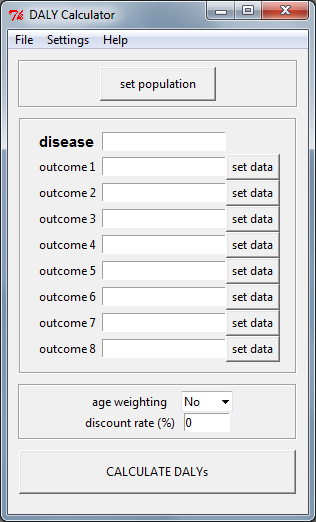 DALY Calculator
File Settings Help
set population
disease
outcome 1 set data
outcome 2 set data
outcome 3 set data
outcome 4 set data
outcome 5 set data
outcome 6 set data
outcome 7 set data
outcome 8 set data
age weighting No
discount rate (%) 0
CALCULATE DALYs